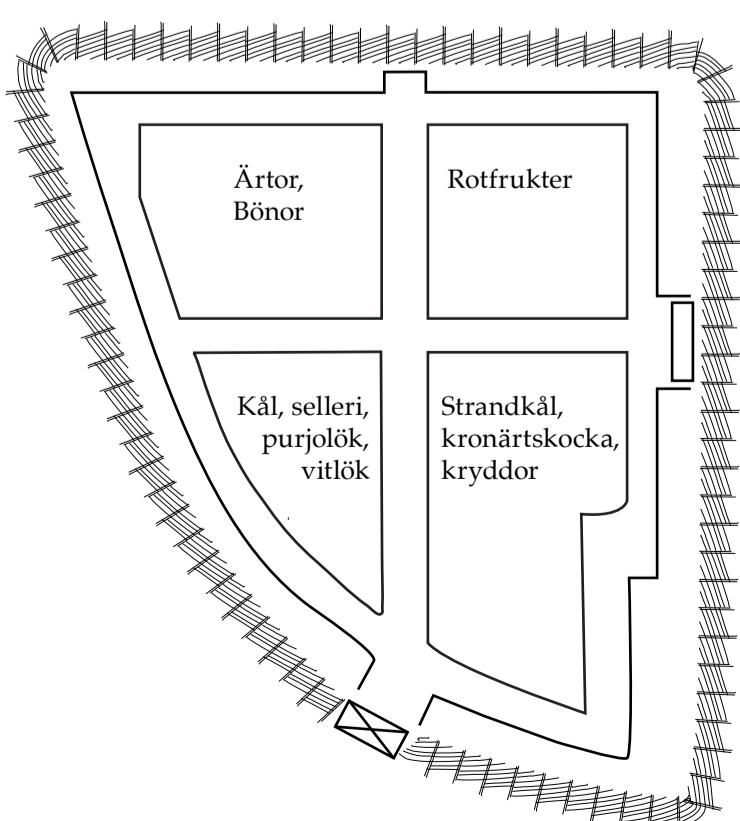 Ärtor,
Bönor
Rotfrukter
Kål, selleri,
purjolök,
vitlök
Strandkål,
kronärtskocka,
kryddor